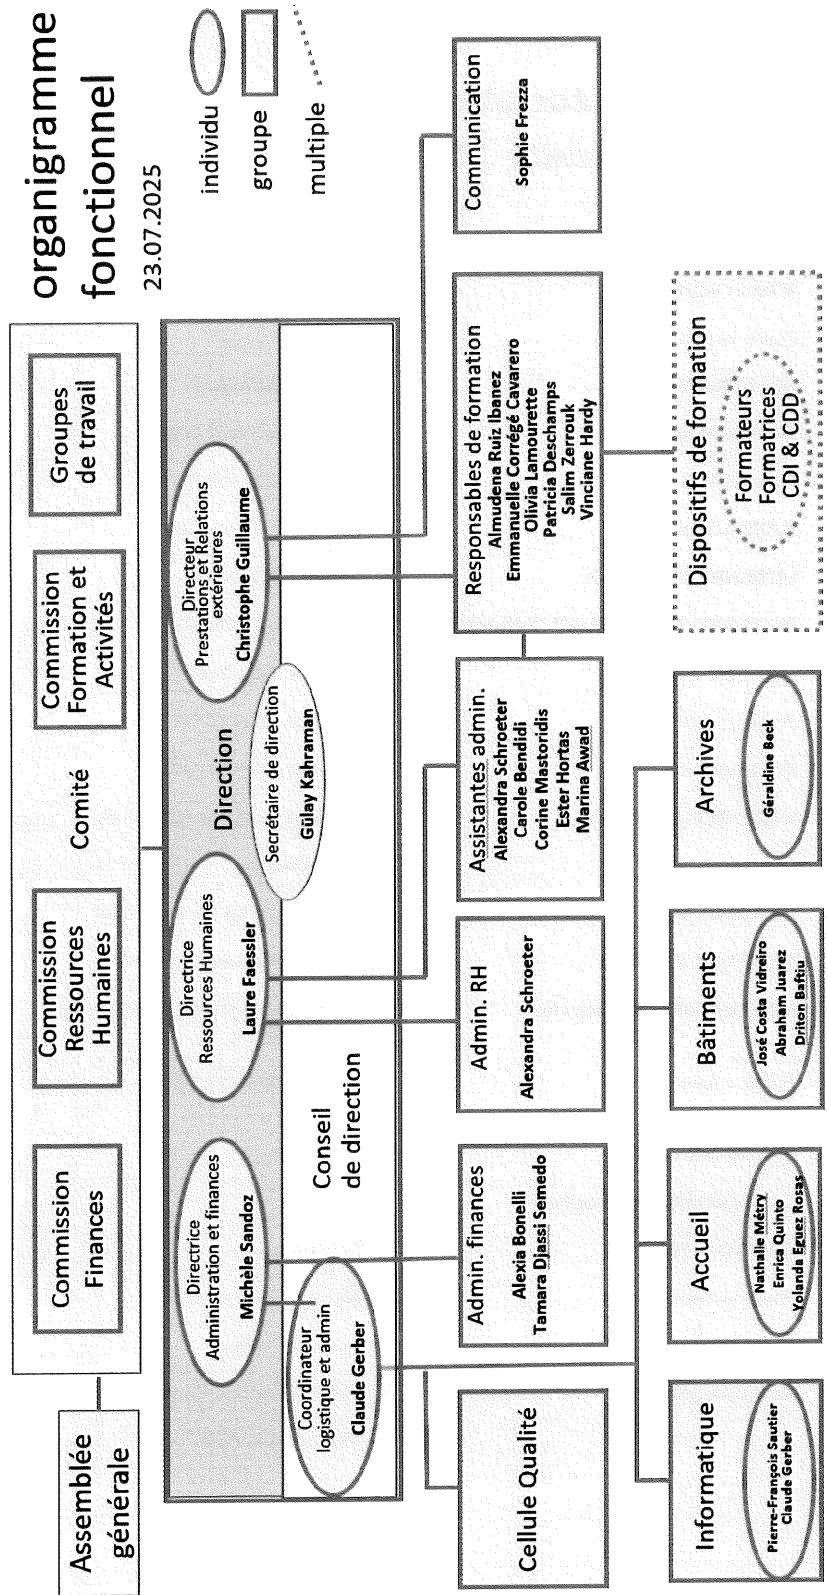 organigramme
fonctionnel
23.07.2025
individu
groupe
multiple
Assemblée
générale
Commission
Finances
Commission
Ressources
Humaines
Comité
Commission
Formation et
Activités
Groupes
de travail
Direction
Directrice
Administration et finances
Michèle Sandoz
Directrice
Ressources Humaines
Laure Faessler
Directeur
Prestations et Relations
extérieures
Christophe Guillaume
Secrétaire de direction
Gülay Kahraman
Coordinateur
logistique et admin
Claude Gerber
Conseil
de direction
Cellule Qualité
Admin. finances
Alexia Bonelli
Tamara Djassi Semedo
Admin. RH
Alexandra Schroeter
Assistantes admin.
Alexandra Schroeter
Carole Bendidi
Corine Mastoridis
Ester Hortas
Marina Awad
Responsables de formation
Almudena Ruiz Ibanez
Emmanuelle Corrégé Cavarero
Olivia Lamourette
Patricia Deschamps
Salim Zerrouk
Vinciane Hardy
Communication
Sophie Frezza
Informatique
Pierre-François Sautier
Claude Gerber
Accueil
Nathalie Métry
Enrica Quinto
Yolanda Eguez Rosas
Bâtiments
José Costa Vidreiro
Abraham Juarez
Driton Baftiu
Archives
Géraldine Beck
Dispositifs de formation
Formateurs
Formatrices
CDI & CDD